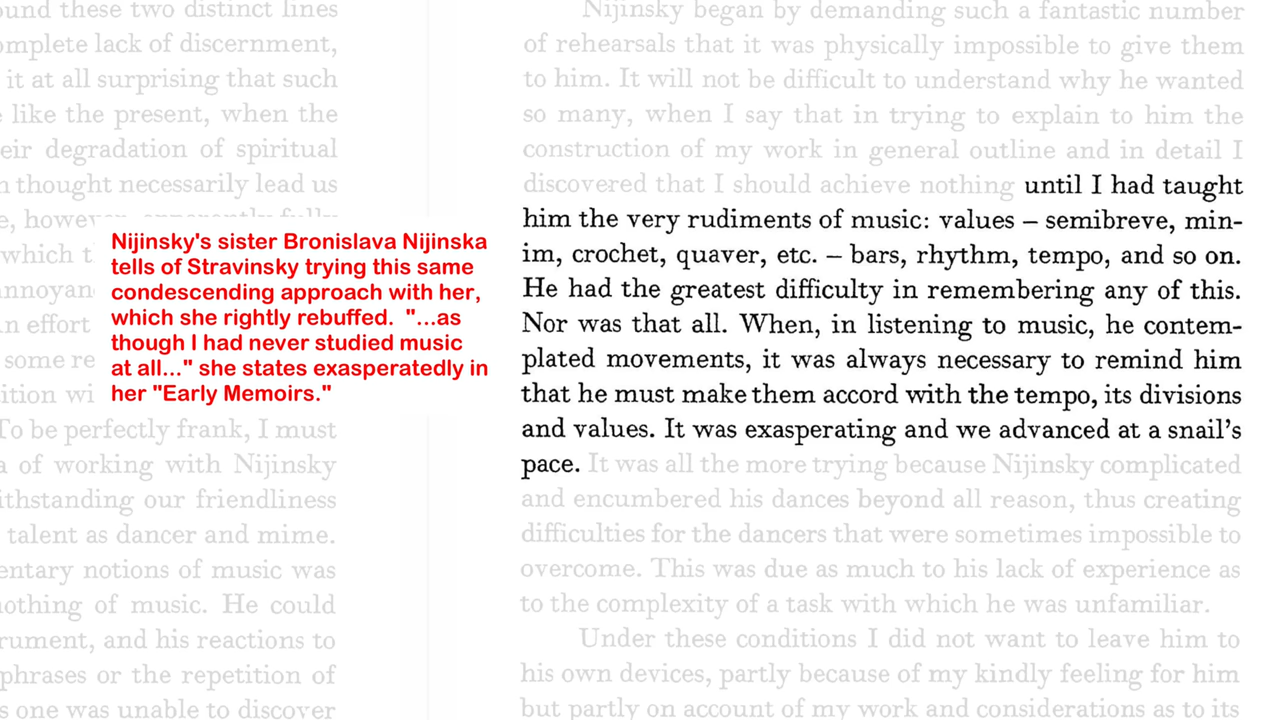 ound these two distinct lines
omplete lack of discernment,
it at all surprising that such
like the present, when the
eir degradation of spiritual
thought necessarily lead us
which
an effort
some
To be perfectly frank, I must
of working with Nijinsky
ithstanding our friendliness
talent as dancer and mime.
entary notions of music was
nothing of music. He could
rument, and his reactions to
phrases or the repetition of
one was unable to discover
Nijinsky's sister Bronislava Nijinska
tells of Stravinsky trying this same
condescending approach with her,
which she rightly rebuffed. "...as
though I had never studied music
at all..." she states exasperatedly in
her "Early Memoirs."
Nijinsky began by demanding such a fantastic number
of rehearsals that it was physically impossible to give them
to him. It will not be difficult to understand why he wanted
so many, when I say that in trying to explain to him the
construction of my work in general outline and in detail I
discovered that I should achieve nothing until I had taught
him the very rudiments of music: values – semibreve, min-
im, crochet, quaver, etc. – bars, rhythm, tempo, and so on.
He had the greatest difficulty in remembering any of this.
Nor was that all. When, in listening to music, he contem-
plated movements, it was always necessary to remind him
that he must make them accord with the tempo, its divisions
and values. It was exasperating and we advanced at a snail's
pace. It was all the more trying because Nijinsky complicated
and encumbered his dances beyond all reason, thus creating
difficulties for the dancers that were sometimes impossible to
overcome. This was due as much to his lack of experience as
to the complexity of a task with which he was unfamiliar.
Under these conditions I did not want to leave him to
his own devices, partly because of my kindly feeling for him
but partly on account of my work and considerations as to its